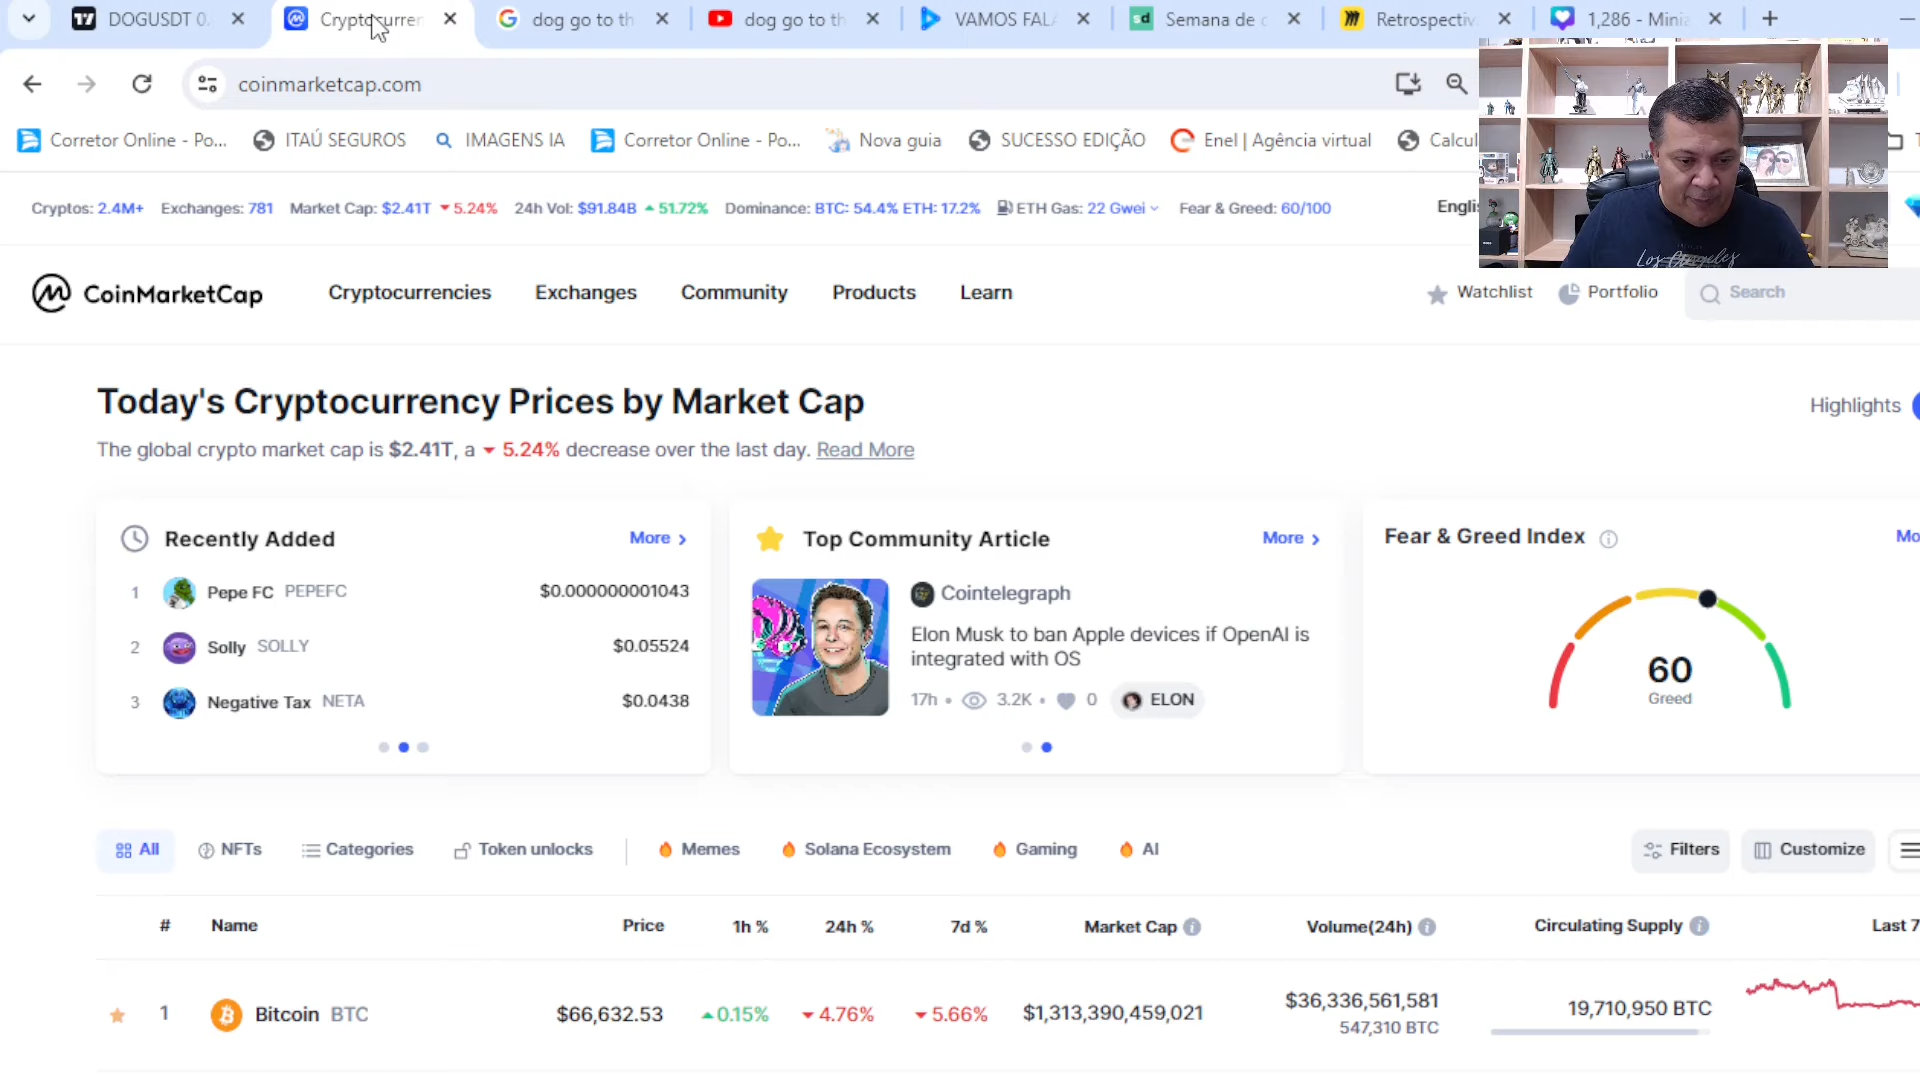 DOGUSDT 0.
Cryptocurren
dog go to th
dog go to th
VAMOS FALA
Semana de
Retrospectiv
1,286 - Minia
coinmarketcap.com
Corretor Online - Po...
ITAÚ SEGUROS
IMAGENS IA
Corretor Online - Po...
Nova guia
SUCESSO EDIÇÃO
Enel | Agência virtual
Calcul
Cryptos: 2.4M+ Exchanges: 781 Market Cap: $2.41T 5.24% 24h Vol: $91.84B 51.72% Dominance: BTC: 54.4% ETH: 17.2% ETH Gas: 22 Gwei Fear & Greed: 60/100
Englis
CoinMarketCap
Cryptocurrencies Exchanges Community Products Learn
Watchlist Portfolio Search
Today's Cryptocurrency Prices by Market Cap
Highlights
The global crypto market cap is $2.41T, a 5.24% decrease over the last day. Read More
Recently Added More >
1 Pepe FC PEPEFC $0.000000001043
2 Solly SOLLY $0.05524
3 Negative Tax NETA $0.0438
Top Community Article More >
Cointelegraph
Elon Musk to ban Apple devices if OpenAI is
integrated with OS
17h • 3.2K • 0 ELON
Fear & Greed Index Mo
60
Greed
All NFTs Categories Token unlocks Memes Solana Ecosystem Gaming AI
Filters Customize
# Name Price 1h % 24h % 7d % Market Cap Volume(24h) Circulating Supply Last 7
1 Bitcoin BTC $66,632.53 0.15% 4.76% 5.66% $1,313,390,459,021 $36,336,561,581 19,710,950 BTC
547,310 BTC
Los Angeles